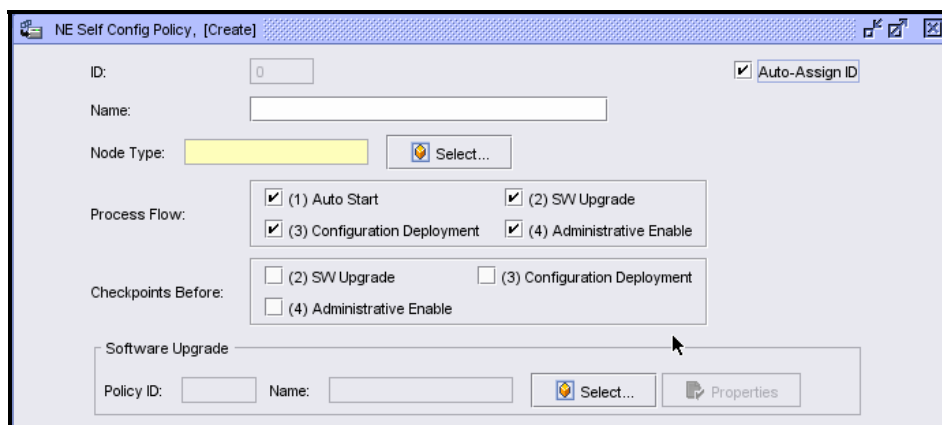 NE Self Config Policy, [Create]
ID: 0 Auto-Assign ID
Name:
Node Type: Select...
Process Flow: (1) Auto Start (2) SW Upgrade
(3) Configuration Deployment (4) Administrative Enable
Checkpoints Before: (2) SW Upgrade (3) Configuration Deployment
(4) Administrative Enable
Software Upgrade
Policy ID: Name: Select... Properties